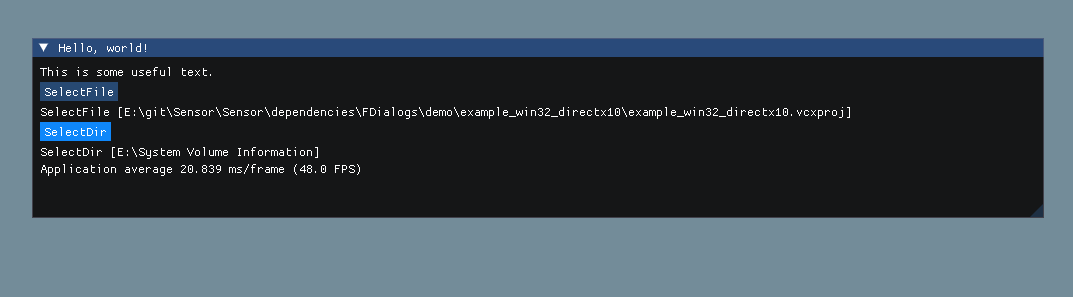 Hello, world!
This is some useful text.
SelectFile
SelectFile [E:\git\Sensor\Sensor\dependencies\FDialogs\demo\example_win32_directx10\example_win32_directx10.vcxproj]
SelectDir
SelectDir [E:\System Volume Information]
Application average 20.839 ms/frame (48.0 FPS)